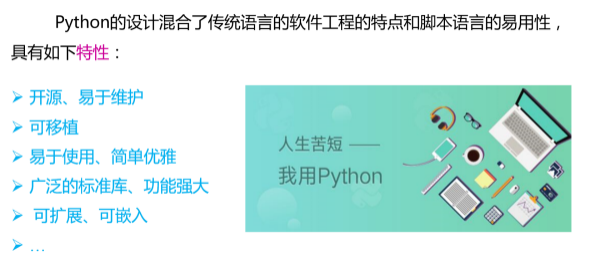 Python的设计混合了传统语言的软件工程的特点和脚本语言的易用性，
具有如下特性：
➢ 开源、易于维护
➢ 可移植
➢ 易于使用、简单优雅
➢ 广泛的标准库、功能强大
➢ 可扩展、可嵌入
➢ …
人生苦短 ——
我用Python